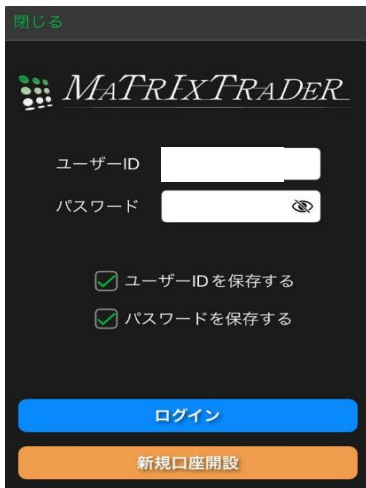 閉じる
MATRIXTRADER
ユーザーID
パスワード
ユーザーIDを保存する
パスワードを保存する
ログイン
新規口座開設